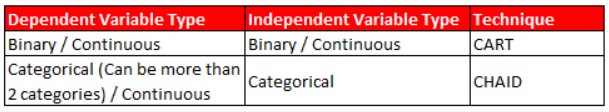 Dependent Variable Type Independent Variable Type Technique
Binary / Continuous Binary / Continuous CART
Categorical (Can be more than
2 categories) / Continuous Categorical CHAID